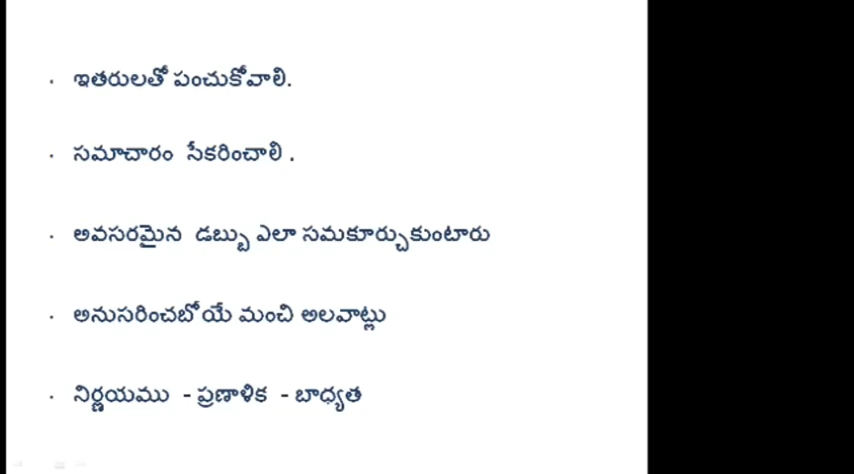 · ఇతరులతో పంచుకోవాలి.
· సమాచారం సేకరించాలి .
· అవసరమైన డబ్బు ఎలా సమకూర్చుకుంటారు
· అనుసరించబోయే మంచి అలవాట్లు
· నిర్ణయము - ప్రణాళిక - బాధ్యత